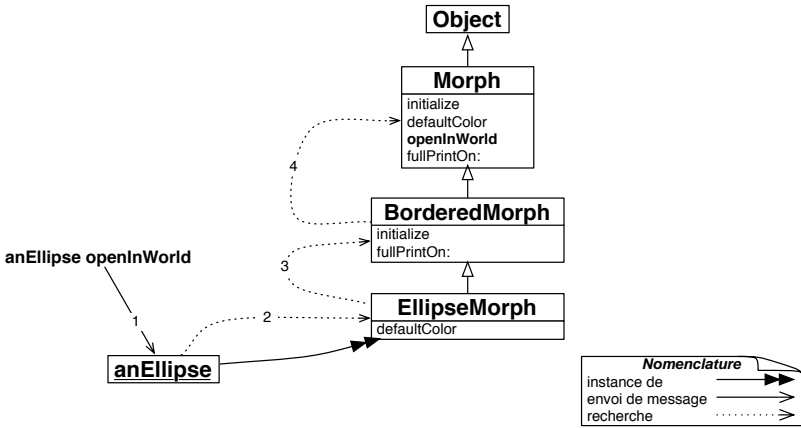 Object
Morph
initialize
defaultColor
openInWorld
fullPrintOn:
4
BorderedMorph
initialize
fullPrintOn:
anEllipse openInWorld
3
EllipseMorph
defaultColor
1
2
anEllipse
Nomenclature
instance de
envoi de message
recherche